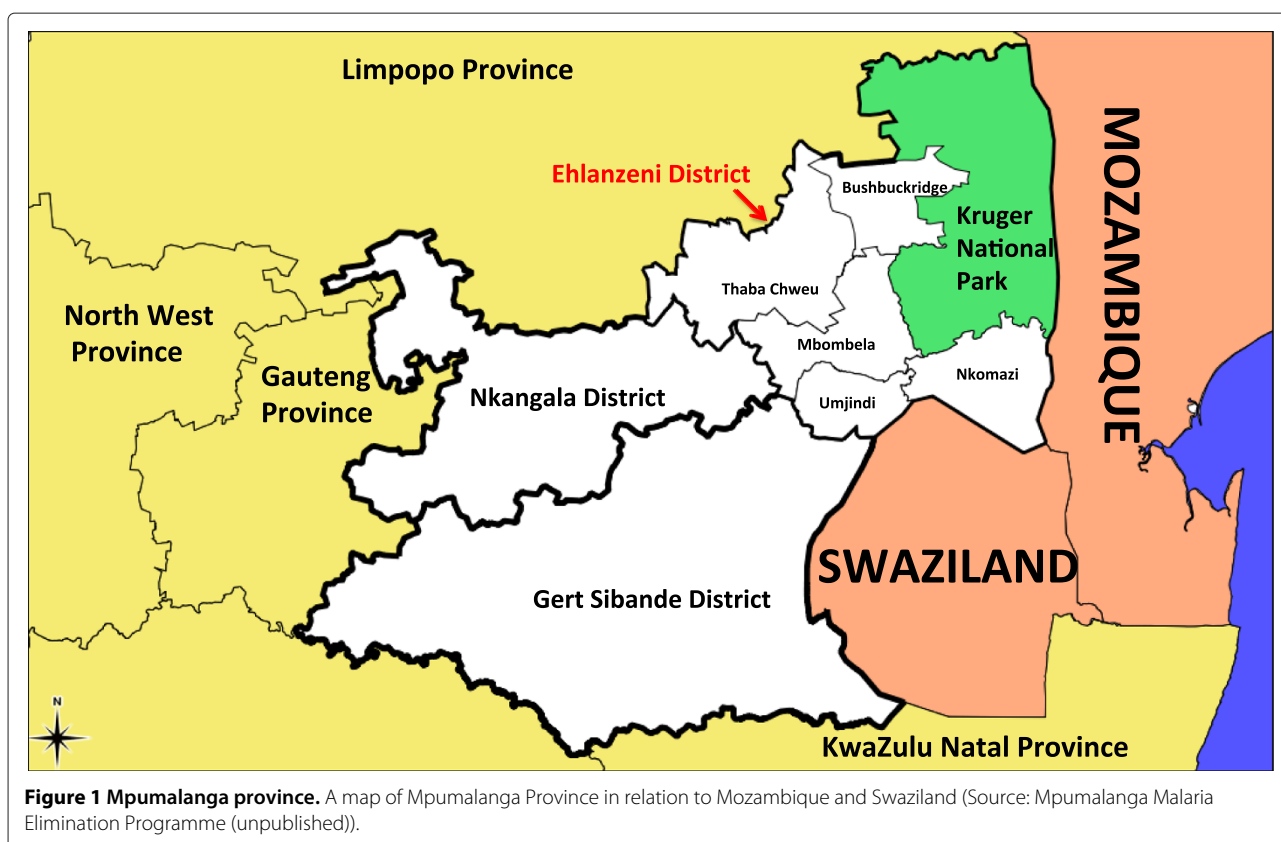 Limpopo Province
Ehlanzeni District
Bushbuckridge
MOZAMBIQUE
Kruger
National
Park
Thaba Chweu
North West
Province
Mbombela
Gauteng
Province
Nkomazi
Nkangala District
Umjindi
SWAZILAND
Gert Sibande District
N
KwaZulu Natal Province
Figure 1 Mpumalanga province. A map of Mpumalanga Province in relation to Mozambique and Swaziland (Source: Mpumalanga Malaria
Elimination Programme (unpublished)).